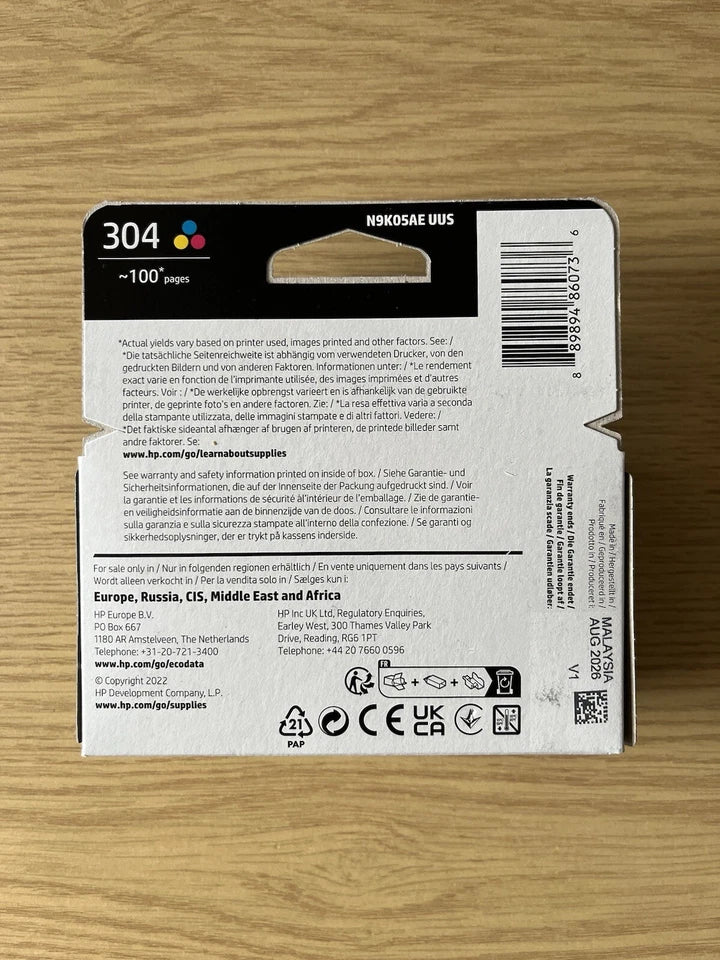 304
~100* pages
N9K05AE UUS
8 89894 86073 6
*Actual yields vary based on printer used, images printed and other factors. See: /
*Die tatsächliche Seitenreichweite ist abhängig vom verwendeten Drucker, von den
gedruckten Bildern und von anderen Faktoren. Informationen unter: / *Le rendement
exact varie en fonction de l'imprimante utilisée, des images imprimées et d'autres
facteurs. Voir : / *De werkelijke opbrengst varieert en is afhankelijk van de gebruikte
printer, de geprinte foto's en andere factoren. Zie: / *La resa effettiva varia a seconda
della stampante utilizzata, delle immagini stampate e di altri fattori. Vedere: /
*Det faktiske sideantal afhænger af brugen af printeren, de printede billeder samt
andre faktorer. Se:
www.hp.com/go/learnaboutsupplies
See warranty and safety information printed on inside of box. / Siehe Garantie- und
Sicherheitsinformationen, die auf der Innenseite der Packung aufgedruckt sind. / Voir
la garantie et les informations de sécurité à l'intérieur de l'emballage. / Zie de garantie-
en veiligheidsinformatie aan de binnenzijde van de doos. / Consultare le informazioni
sulla garanzia e sulla sicurezza stampate all'interno della confezione. / Se garanti og
sikkerhedsoplysninger, der er trykt på kassens inderside.
For sale only in / Nur in folgenden regionen erhältlich / En vente uniquement dans les pays suivants /
Wordt alleen verkocht in / Per la vendita solo in / Sælges kun i:
Europe, Russia, CIS, Middle East and Africa
HP Europe B.V.
PO Box 667
1180 AR Amstelveen, The Netherlands
Telephone: +31-20-721-3400
www.hp.com/go/ecodata
© Copyright 2022
HP Development Company, L.P.
www.hp.com/go/supplies
HP Inc UK Ltd, Regulatory Enquiries,
Earley West, 300 Thames Valley Park
Drive, Reading, RG6 1PT
Telephone: +44 20 7660 0596
FR
+ +
21
PAP
CE
UK
CA
Made in / Hergestellt in /
Fabriqué en / Geproduceerd in /
Prodotto in / Produceret i:
MALAYSIA
Warranty ends / Die Garantie endet /
Fin de garantie / Garantie loopt af /
La garanzia scade / Garantien udløber:
AUG 2026
V1